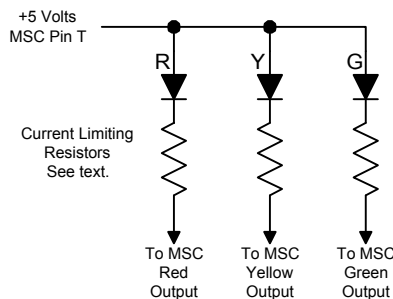 +5 Volts
MSC Pin T
R
Y
G
Current Limiting
Resistors
See text.
To MSC
Red
Output
To MSC
Yellow
Output
To MSC
Green
Output